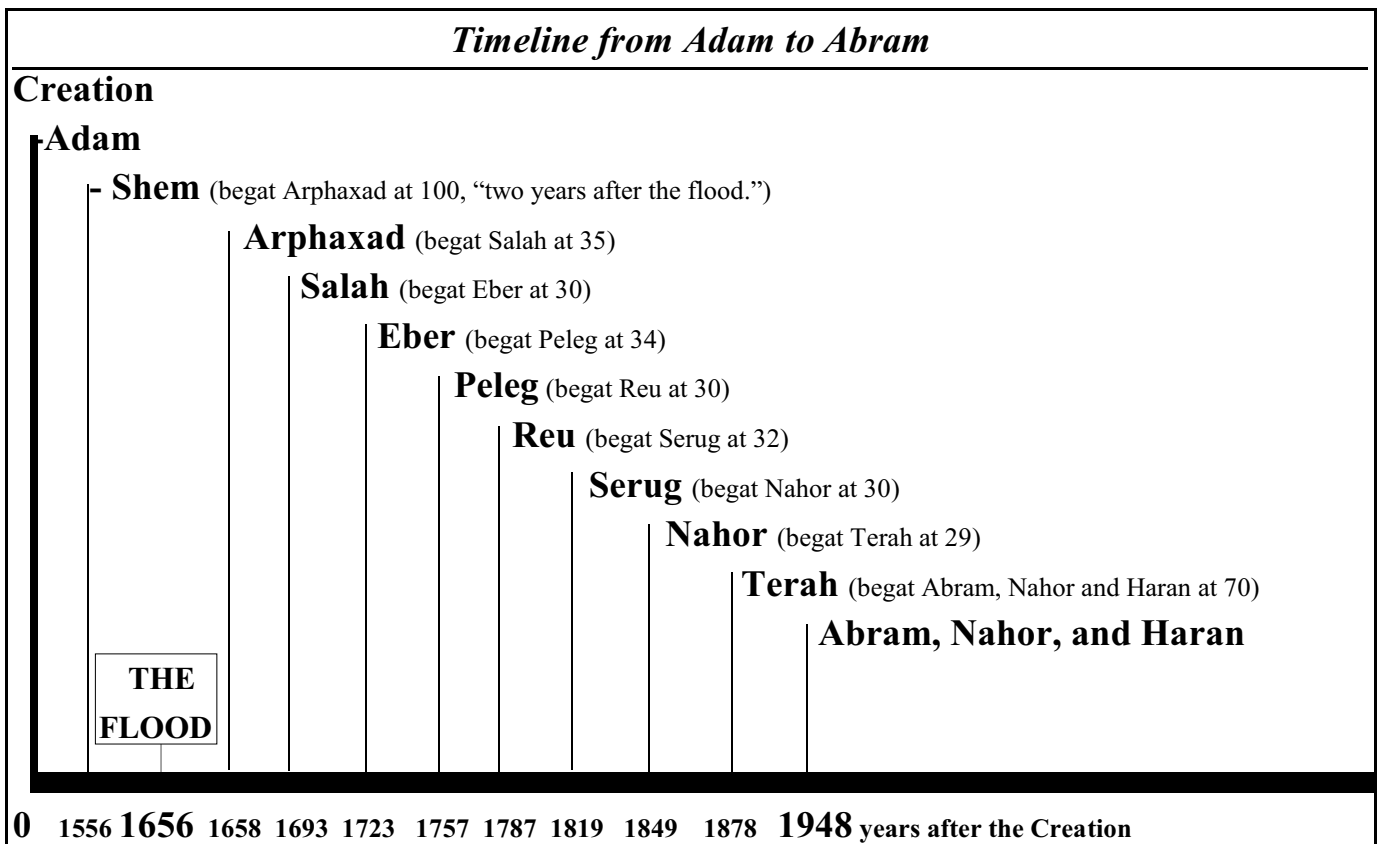 Timeline from Adam to Abram
Creation
-Adam
- Shem (begat Arphaxad at 100, “two years after the flood.”)
Arphaxad (begat Salah at 35)
Salah (begat Eber at 30)
Eber (begat Peleg at 34)
Peleg (begat Reu at 30)
Reu (begat Serug at 32)
Serug (begat Nahor at 30)
Nahor (begat Terah at 29)
Terah (begat Abram, Nahor and Haran at 70)
Abram, Nahor, and Haran
THE
FLOOD
0 1556 1656 1658 1693 1723 1757 1787 1819 1849 1878 1948 years after the Creation